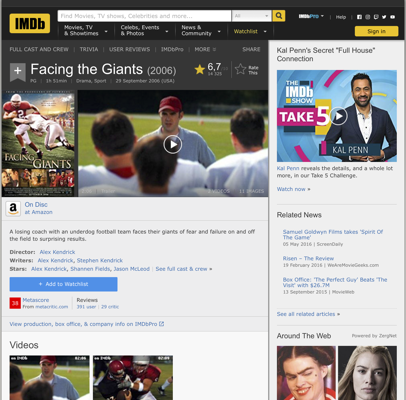 IMDb
Find Movies, TV shows, Celebrities and more...
All
IMDbPro
Help
Movies, TV
& Showtimes
Celebs, Events
& Photos
News &
Community
Watchlist
Sign in
FULL CAST AND CREW | TRIVIA | USER REVIEWS | IMDbPro | MORE
SHARE
Facing the Giants (2006)
6,7
Rate
This
PG | 1h 51min | Drama, Sport | 29 September 2006 (USA)
FACING
GIANTS
On Disc
at Amazon
A losing coach with an underdog football team faces their giants of fear and failure on and off
the field to surprising results.
Director: Alex Kendrick
Writers: Alex Kendrick, Stephen Kendrick
Stars: Alex Kendrick, Shannen Fields, Jason McLeod | See full cast & crew »
+ Add to Watchlist
38
Metascore
From metacritic.com
Reviews
391 user | 29 critic
View production, box office, & company info on IMDbPro
Videos
Kal Penn's Secret "Full House"
Connection
THE
IMDb
SHOW
TAKE 5
KAL PENN
Kal Penn reveals the details, and a whole lot
more, in our Take 5 Challenge.
Watch now »
Related News
Samuel Goldwyn Films takes 'Spirit Of
The Game'
05 May 2016 | ScreenDaily
Risen – The Review
19 February 2016 | WeAreMovieGeeks.com
Box Office: 'The Perfect Guy' Beats 'The
Visit' with $26.7M
13 September 2015 | MovieWeb
See all related articles »
Around The Web
Powered by ZergNet